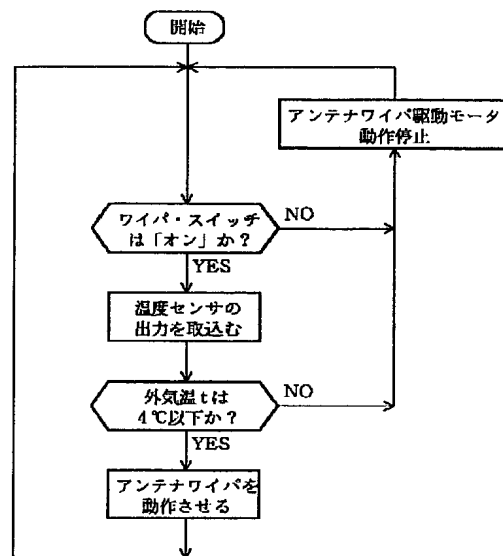 開始
アンテナワイパ駆動モータ
動作停止
ワイパ・スイッチ
は「オン」か？
NO
YES
温度センサの
出力を取込む
外気温tは
4℃以下か？
NO
YES
アンテナワイパを
動作させる